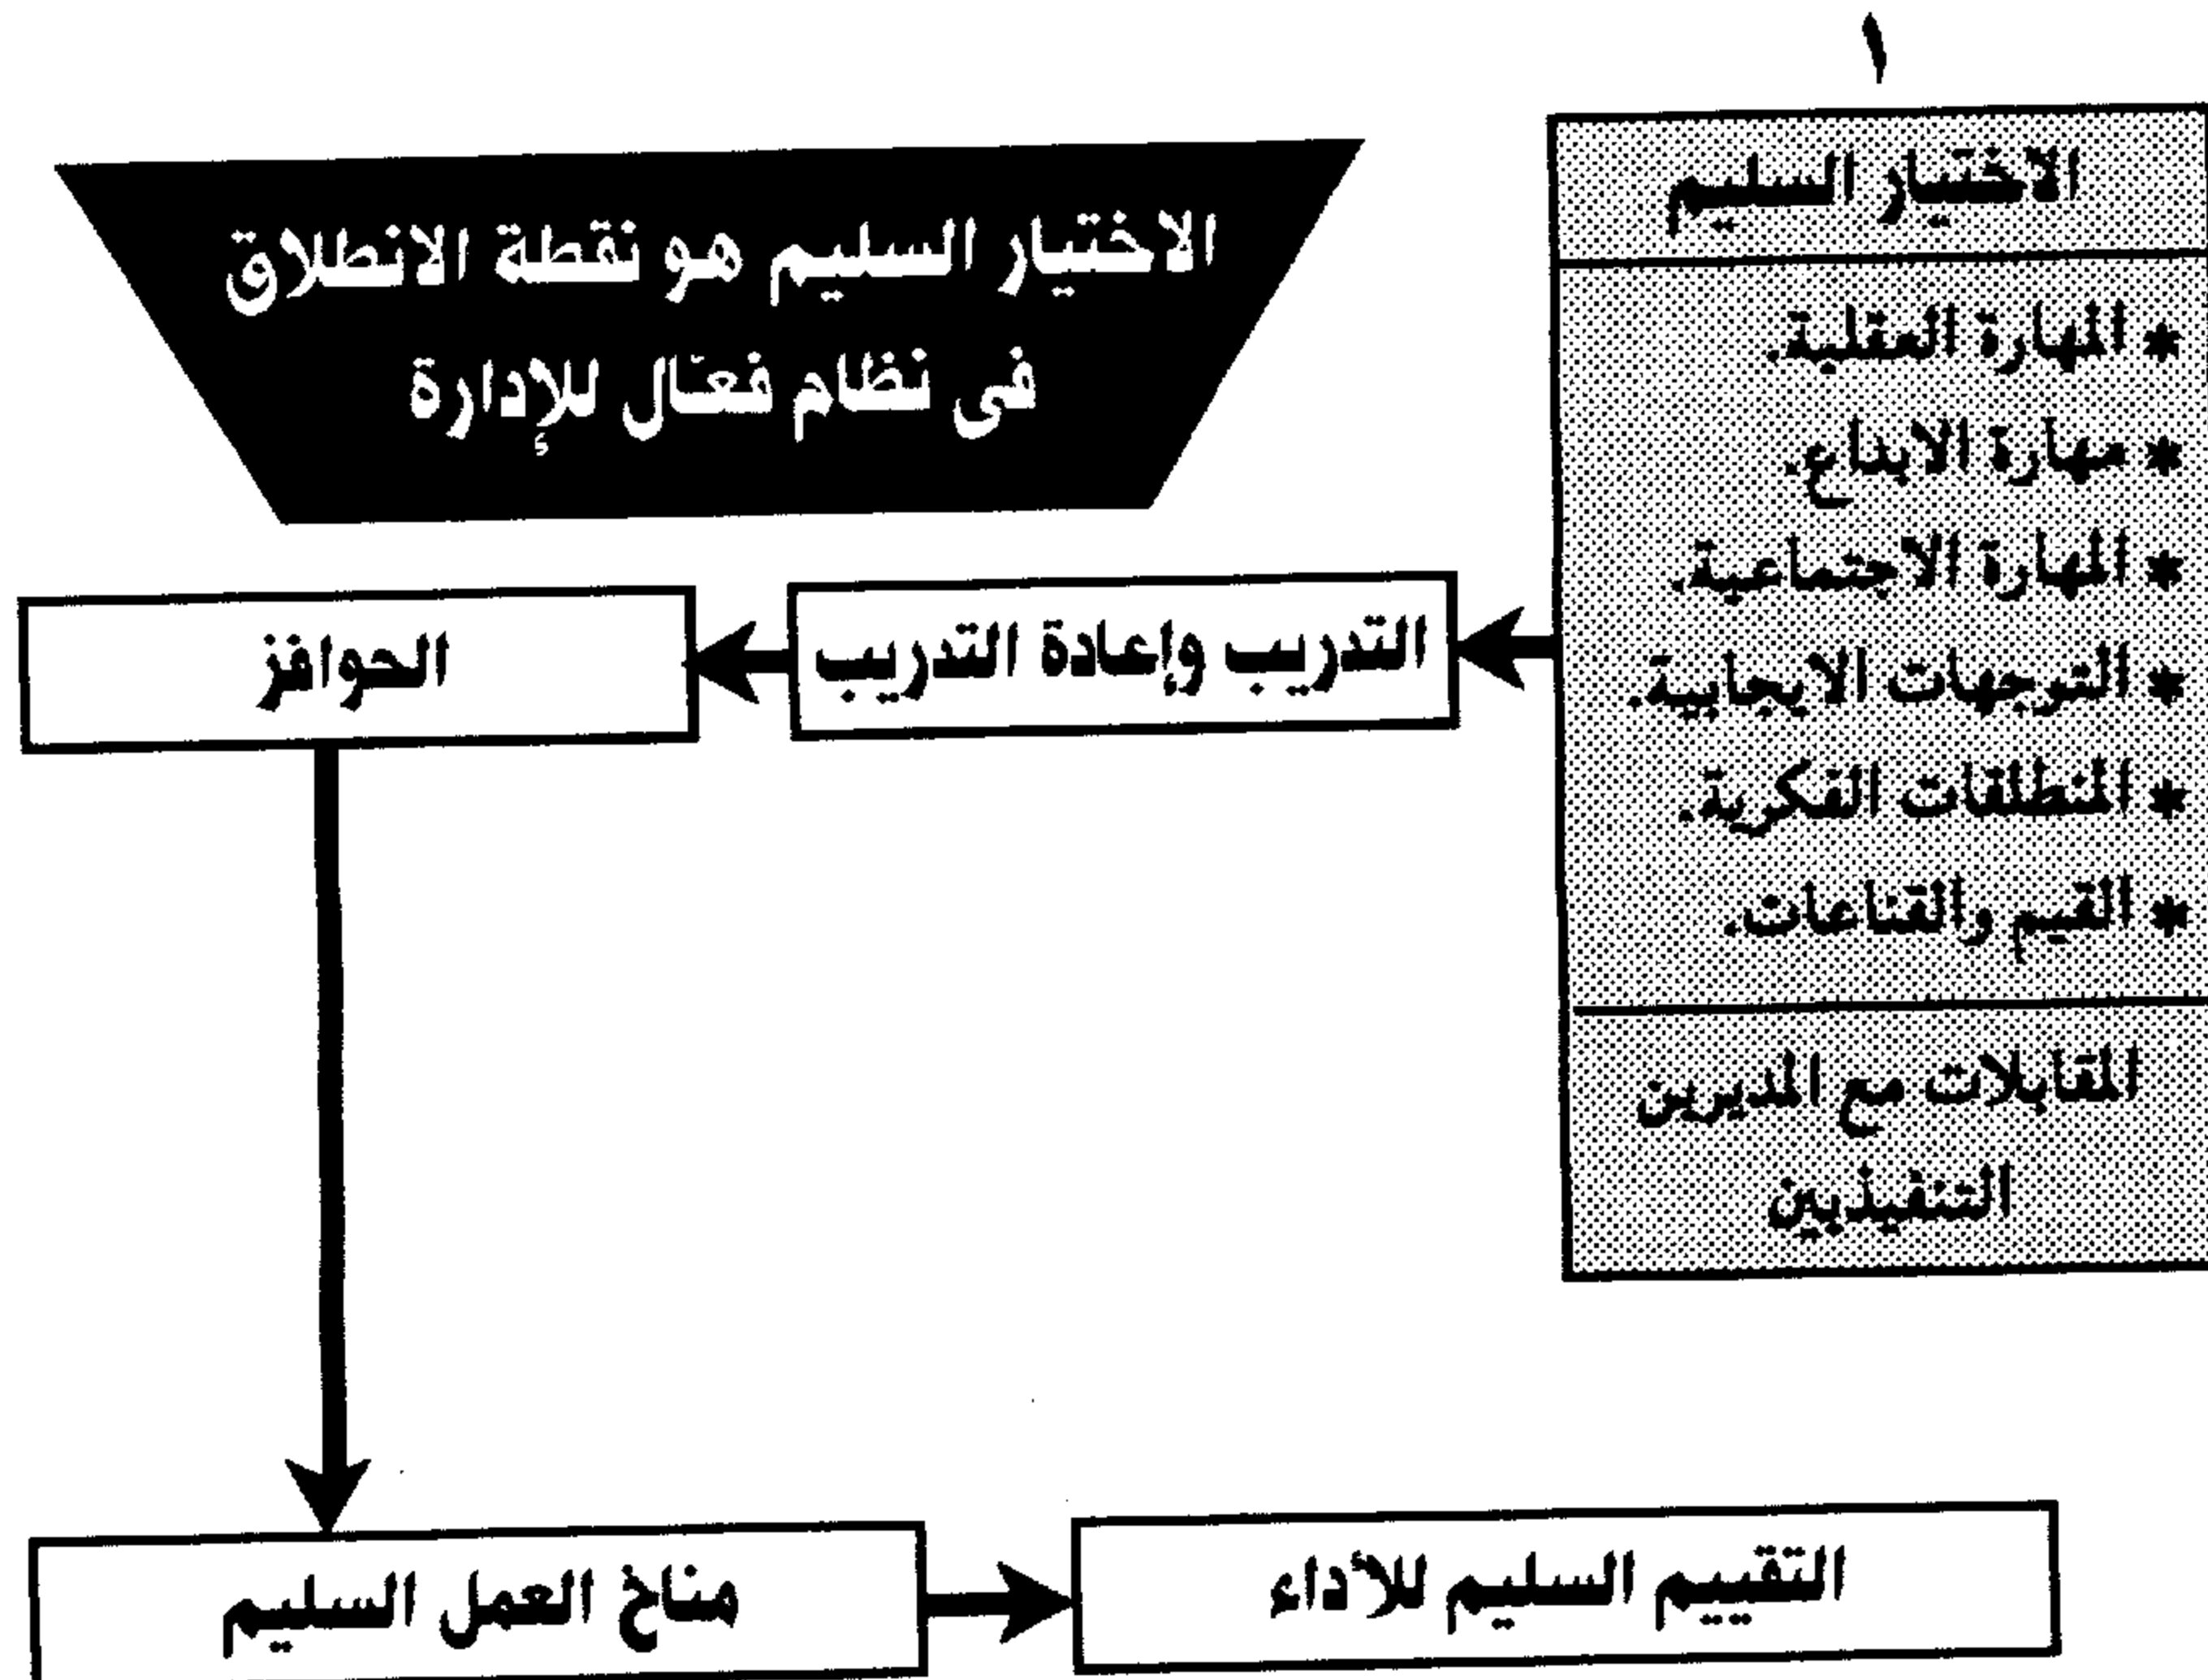 ١
الاختيار السليم
* المهارة العقلية.
* مهارة الابداع.
* المهارة الاجتماعية.
* التوجهات الايجابية.
* المنطلقات الفكرية.
* القيم والقناعات.
المقابلات مع المديرين
التنفيذيين
الاختيار السليم هو نقطة الانطلاق
فى نظام فعّال للإدارة
التدريب وإعادة التدريب
الحوافز
مناخ العمل السليم
التقييم السليم للأداء